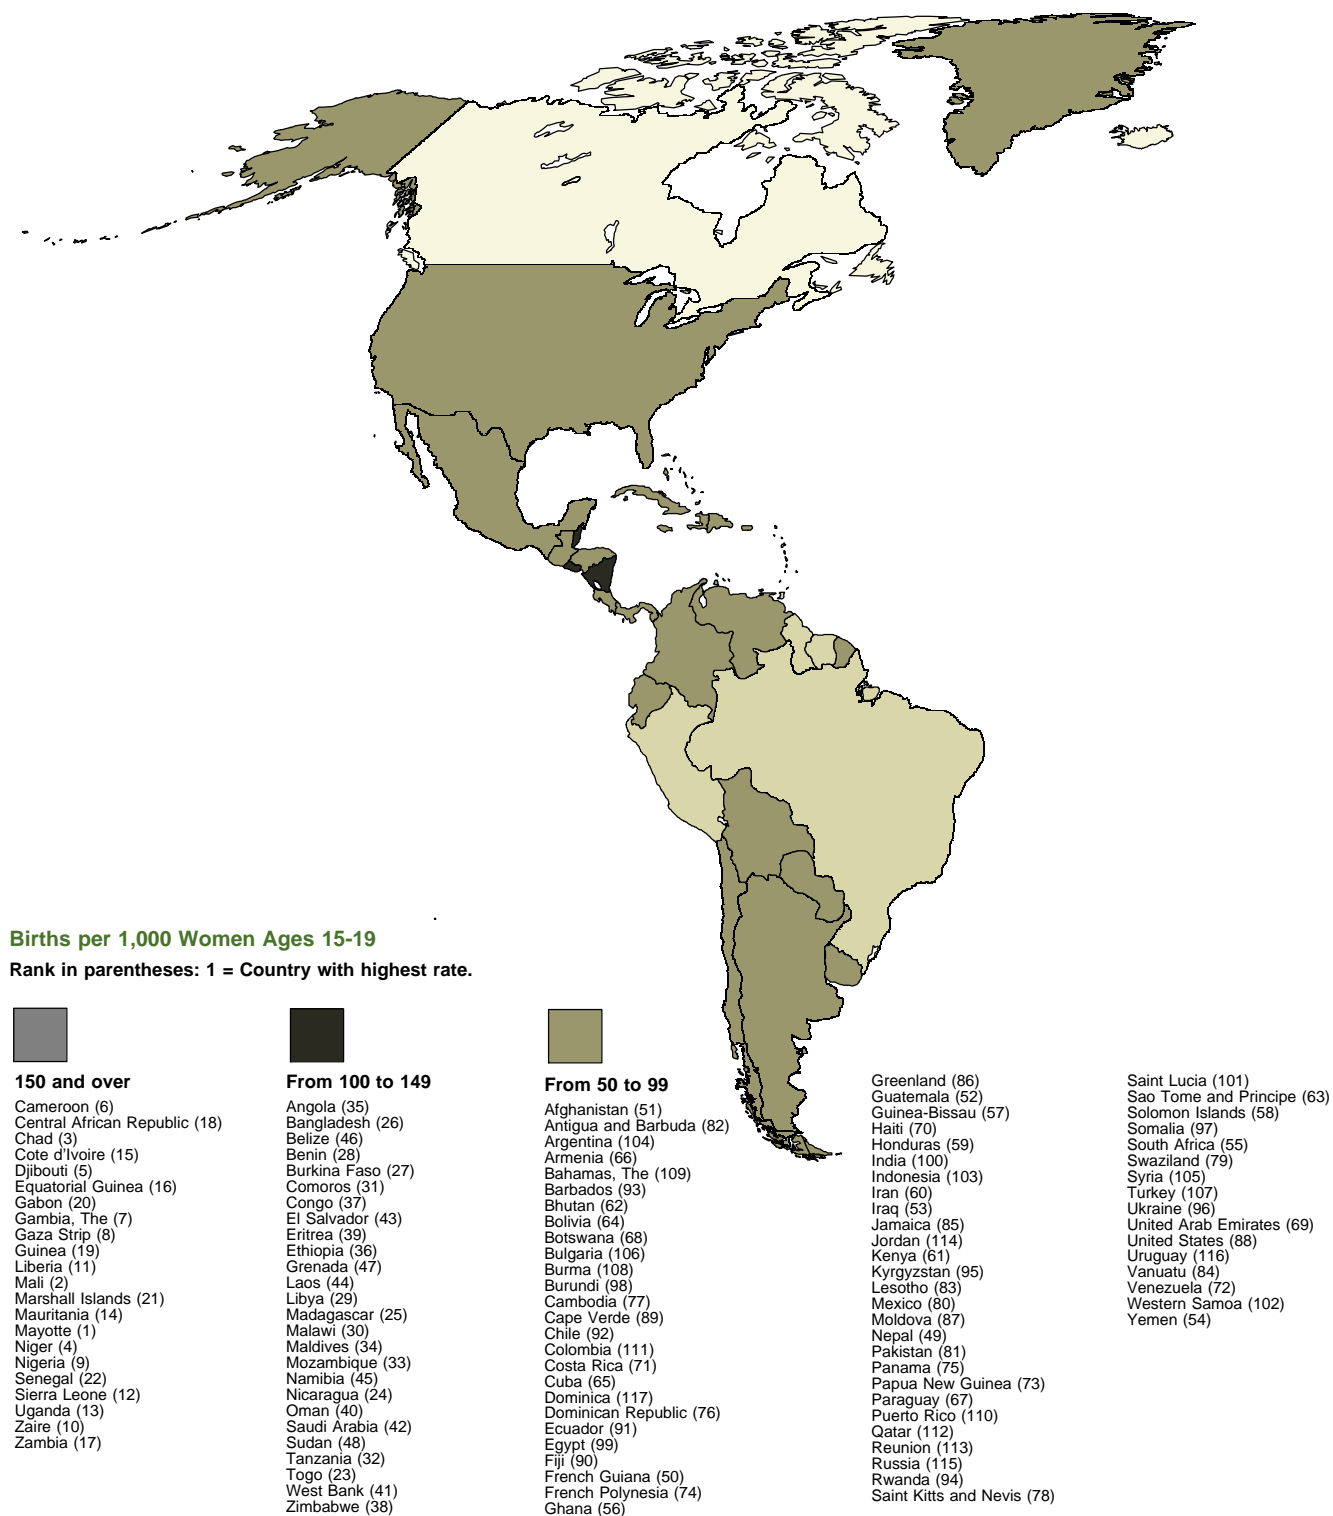 Births per 1,000 Women Ages 15-19
Rank in parentheses: 1 = Country with highest rate.
150 and over
Cameroon (6)
Central African Republic (18)
Chad (3)
Cote d'Ivoire (15)
Djibouti (5)
Equatorial Guinea (16)
Gabon (20)
Gambia, The (7)
Gaza Strip (8)
Guinea (19)
Liberia (11)
Mali (2)
Marshall Islands (21)
Mauritania (14)
Mayotte (1)
Niger (4)
Nigeria (9)
Senegal (22)
Sierra Leone (12)
Uganda (13)
Zaire (10)
Zambia (17)
From 100 to 149
Angola (35)
Bangladesh (26)
Belize (46)
Benin (28)
Burkina Faso (27)
Comoros (31)
Congo (37)
El Salvador (43)
Eritrea (39)
Ethiopia (36)
Grenada (47)
Laos (44)
Libya (29)
Madagascar (25)
Malawi (30)
Maldives (34)
Mozambique (33)
Namibia (45)
Nicaragua (24)
Oman (40)
Saudi Arabia (42)
Sudan (48)
Tanzania (32)
Togo (23)
West Bank (41)
Zimbabwe (38)
From 50 to 99
Afghanistan (51)
Antigua and Barbuda (82)
Argentina (104)
Armenia (66)
Bahamas, The (109)
Barbados (93)
Bhutan (62)
Bolivia (64)
Botswana (68)
Bulgaria (106)
Burma (108)
Burundi (98)
Cambodia (77)
Cape Verde (89)
Chile (92)
Colombia (111)
Costa Rica (71)
Cuba (65)
Dominica (117)
Dominican Republic (76)
Ecuador (91)
Egypt (99)
Fiji (90)
French Guiana (50)
French Polynesia (74)
Ghana (56)
Greenland (86)
Guatemala (52)
Guinea-Bissau (57)
Haiti (70)
Honduras (59)
India (100)
Indonesia (103)
Iran (60)
Iraq (53)
Jamaica (85)
Jordan (114)
Kenya (61)
Kyrgyzstan (95)
Lesotho (83)
Mexico (80)
Moldova (87)
Nepal (49)
Pakistan (81)
Panama (75)
Papua New Guinea (73)
Paraguay (67)
Puerto Rico (110)
Qatar (112)
Reunion (113)
Russia (115)
Rwanda (94)
Saint Kitts and Nevis (78)
Saint Lucia (101)
Sao Tome and Principe (63)
Solomon Islands (58)
Somalia (97)
South Africa (55)
Swaziland (79)
Syria (105)
Turkey (107)
Ukraine (96)
United Arab Emirates (69)
United States (88)
Uruguay (116)
Vanuatu (84)
Venezuela (72)
Western Samoa (102)
Yemen (54)